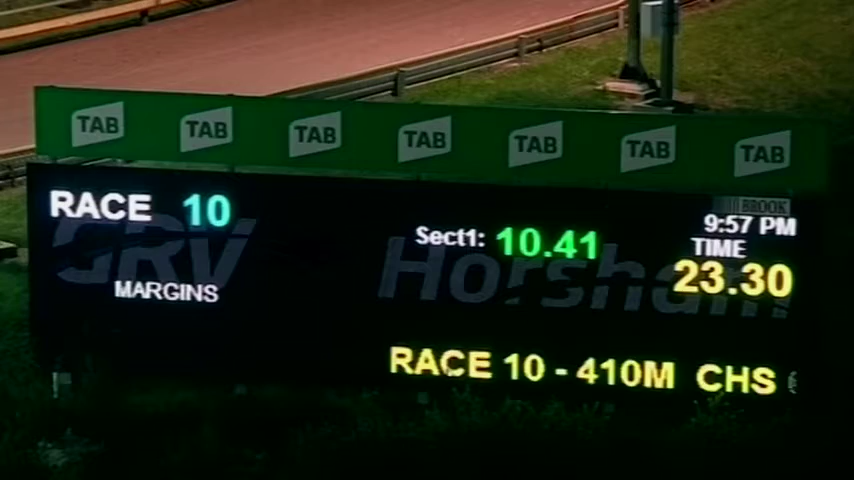 TAB TAB TAB TAB TAB TAB TAB
BROOK
RACE 10
9:57 PM
Sect1: 10.41
TIME
23.30
GRV Horsham
MARGINS
RACE 10 - 410M CHS